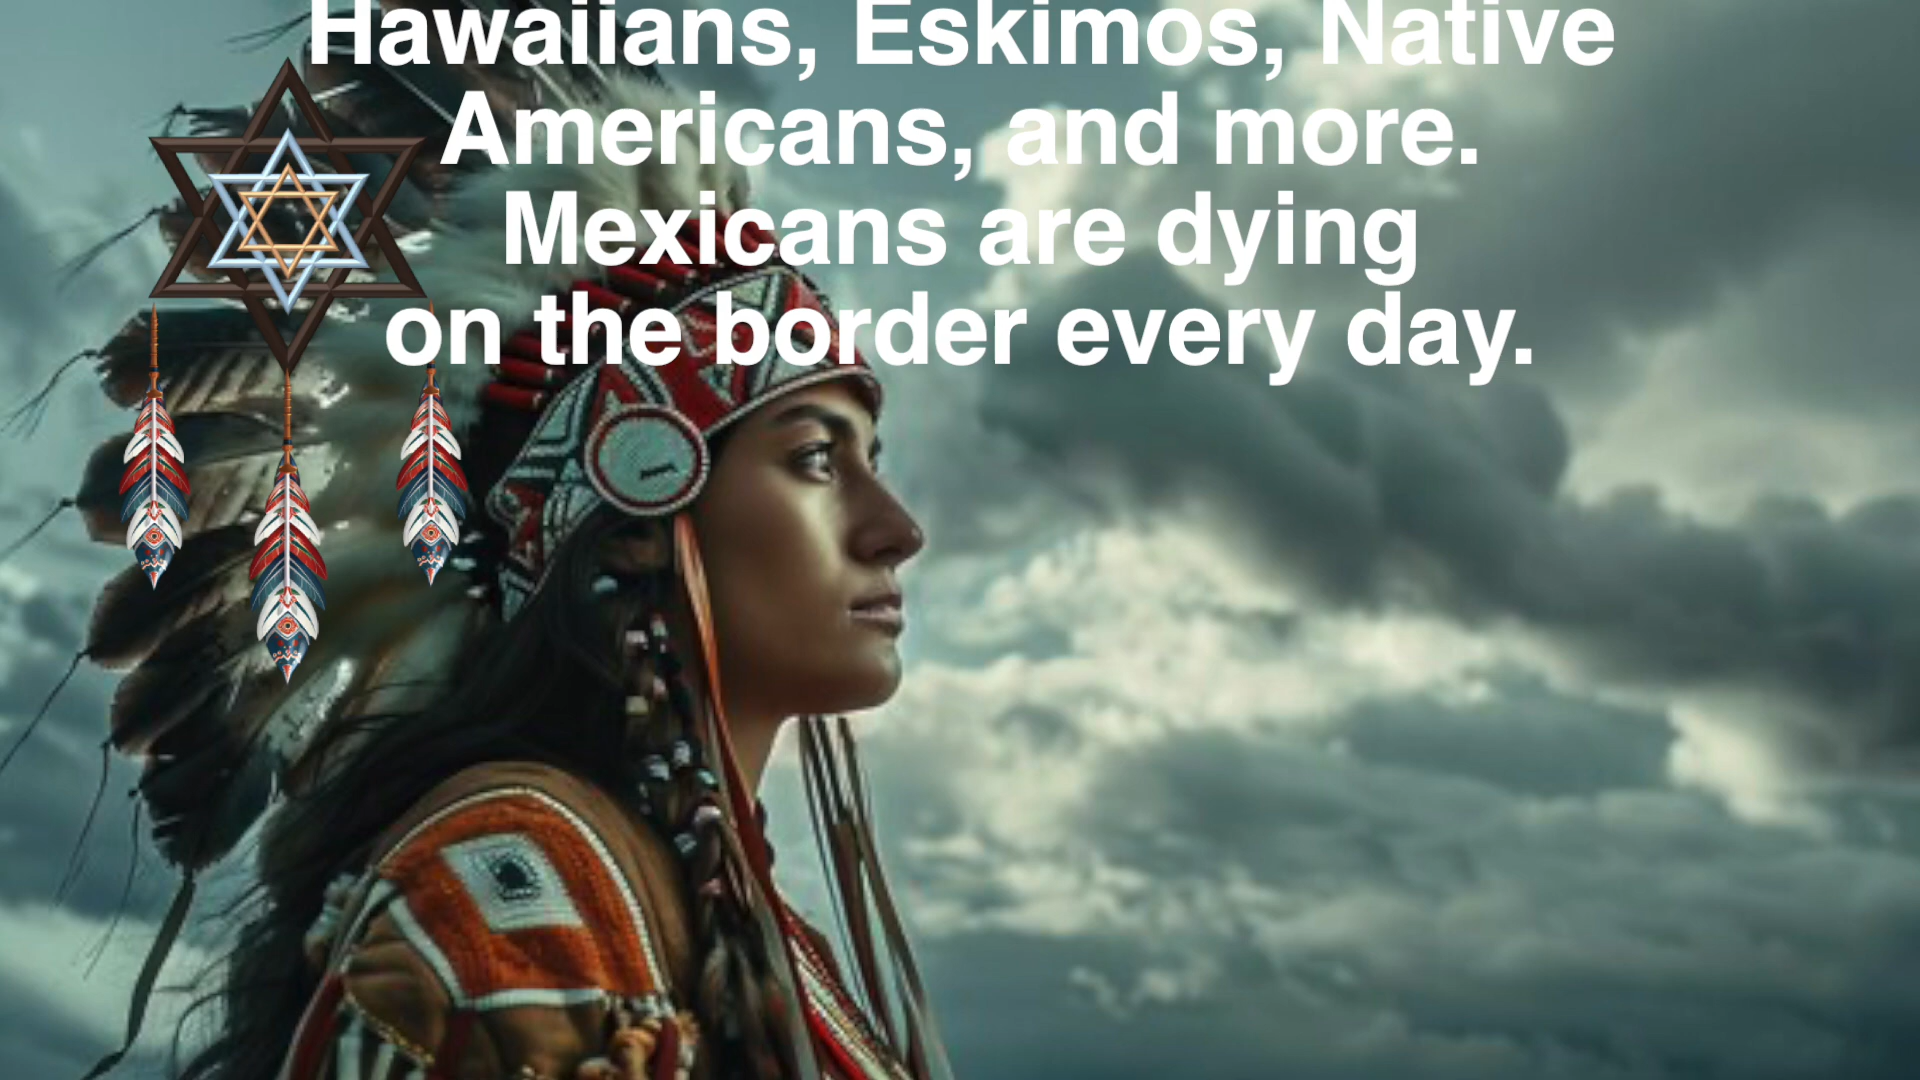 Hawaiians, Eskimos, Native
Americans, and more.
Mexicans are dying
on the border every day.